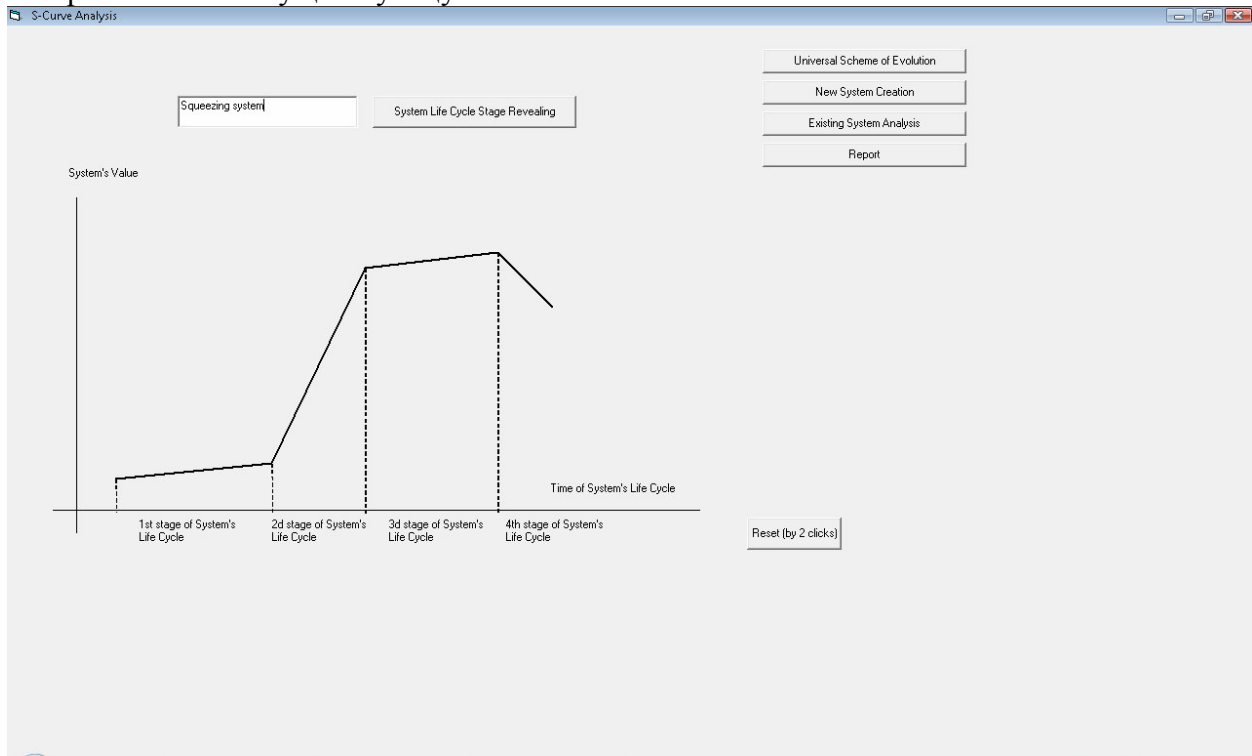 S-Curve Analysis
Universal Scheme of Evolution
New System Creation
Squeezing system
System Life Cycle Stage Revealing
Existing System Analysis
Report
System's Value
Time of System's Life Cycle
1st stage of System's
Life Cycle
2d stage of System's
Life Cycle
3d stage of System's
Life Cycle
4th stage of System's
Life Cycle
Reset (by 2 clicks)